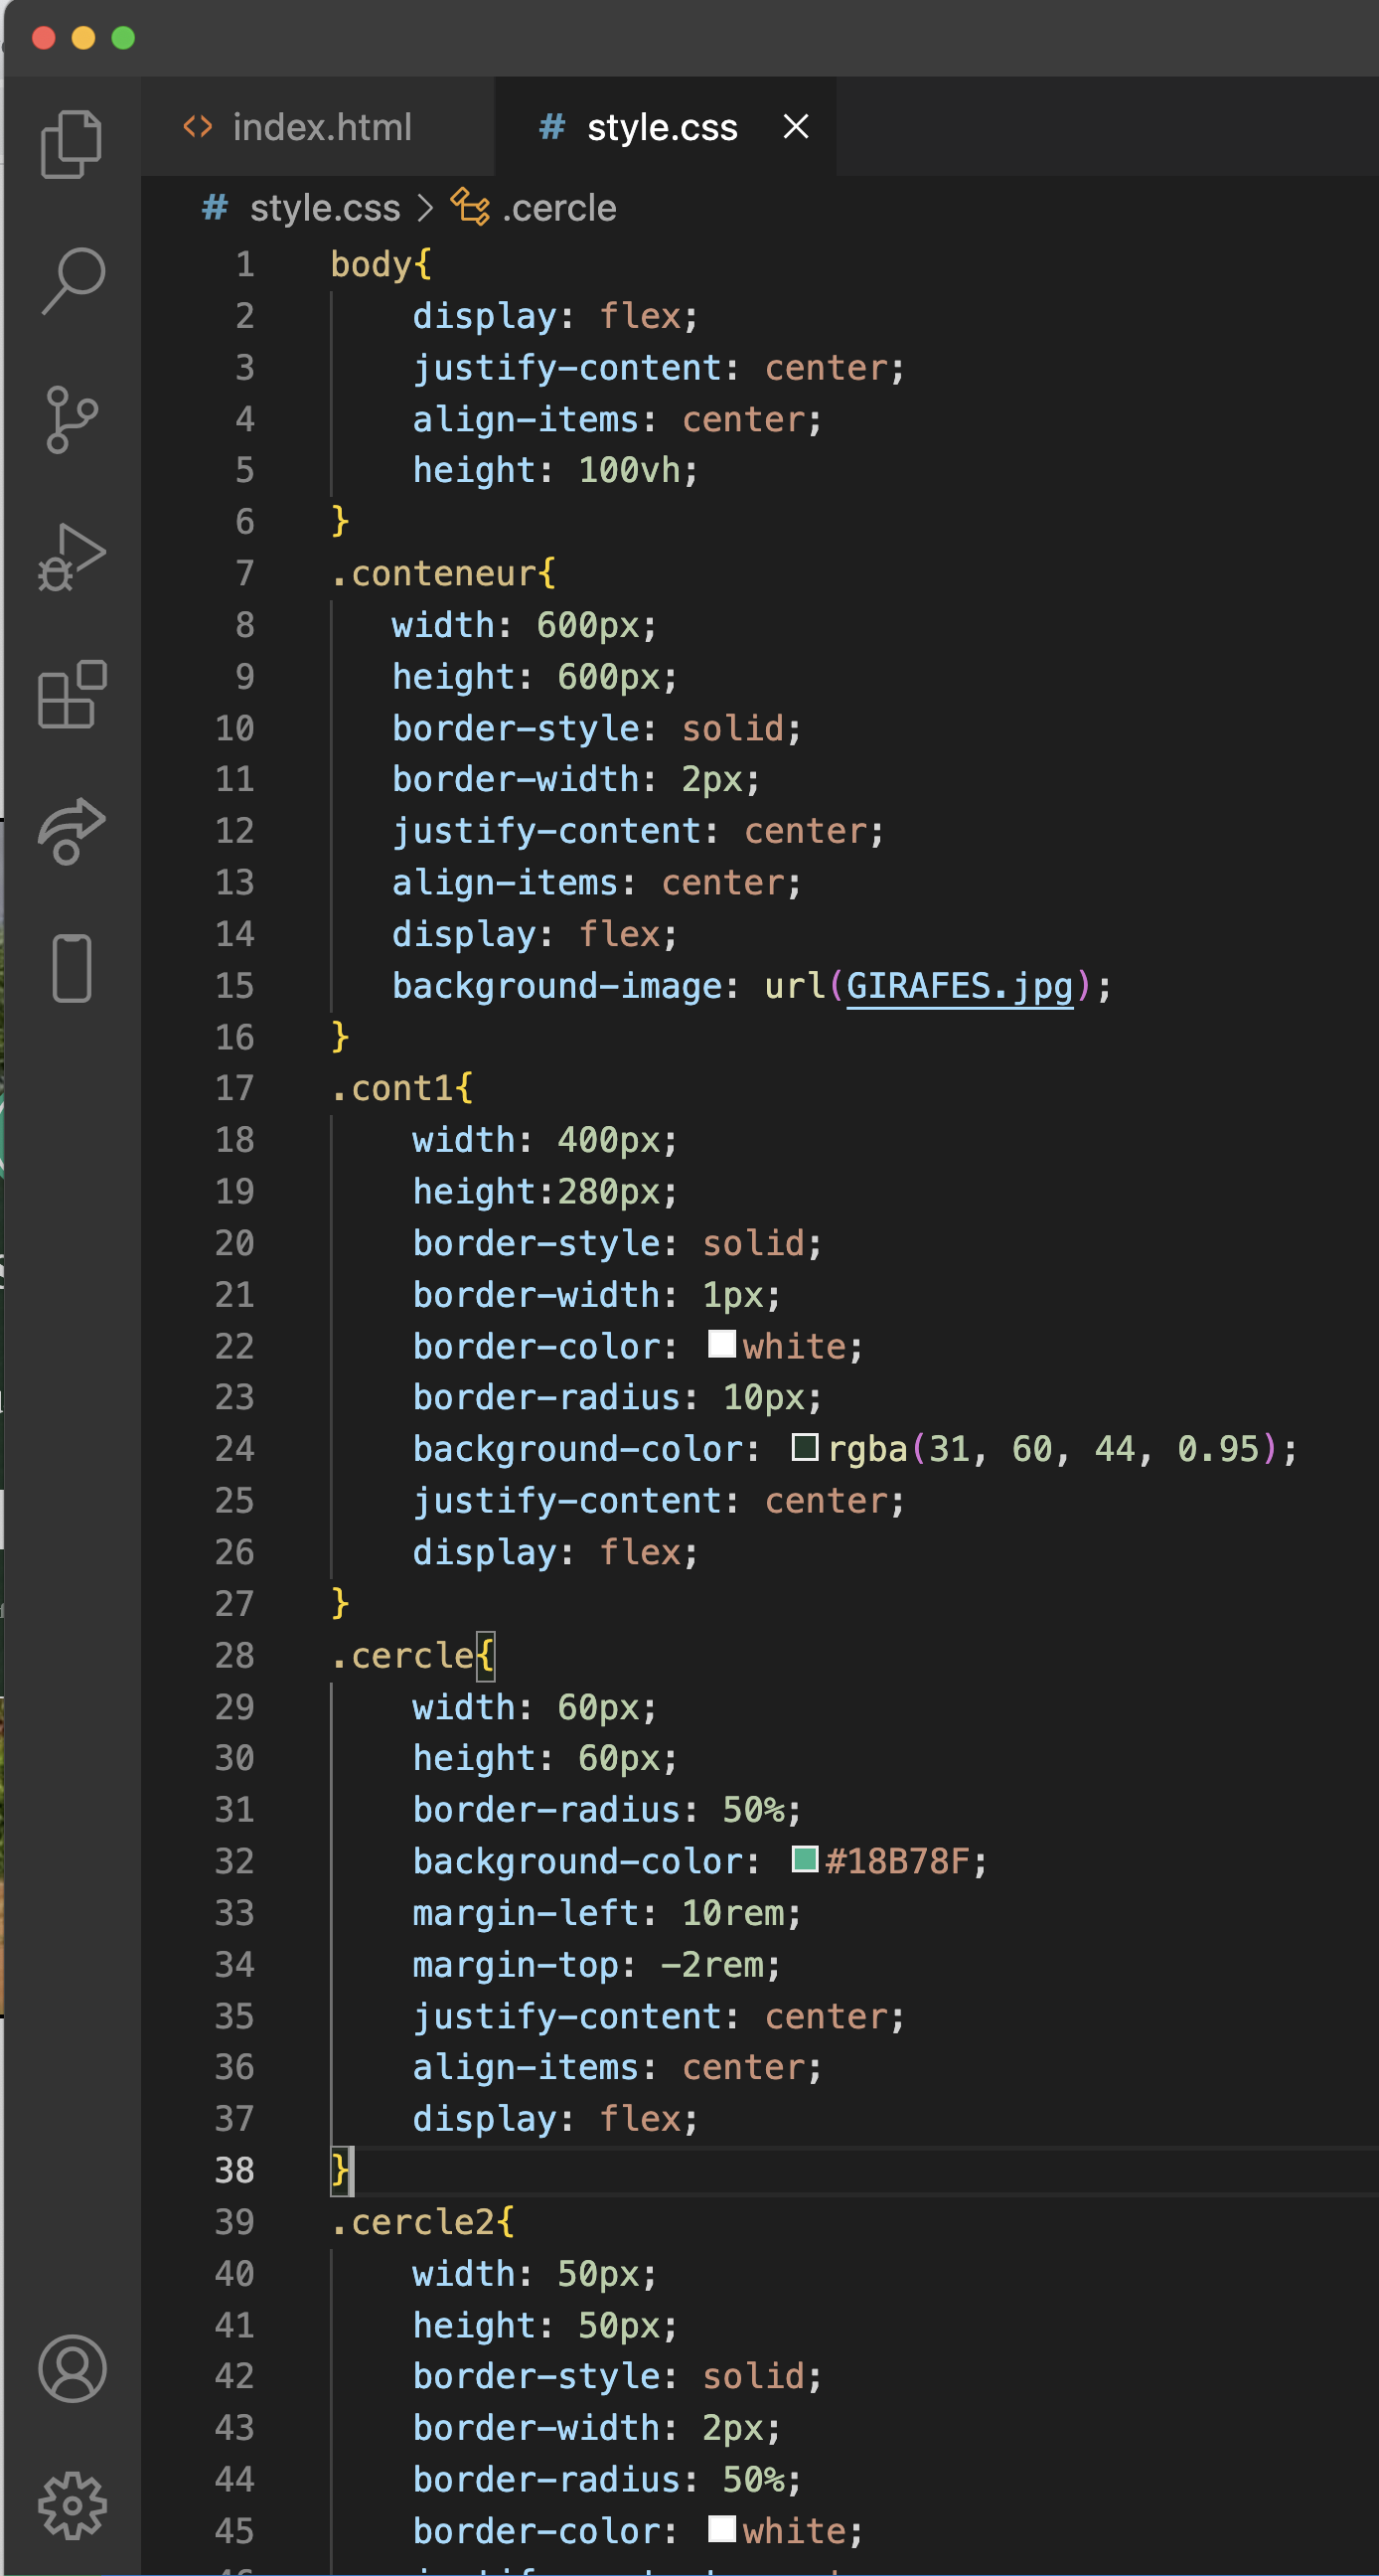 index.html
style.css
style.css > .cercle
1 body{
2 display: flex;
3 justify-content: center;
4 align-items: center;
5 height: 100vh;
6 }
7 .conteneur{
8 width: 600px;
9 height: 600px;
10 border-style: solid;
11 border-width: 2px;
12 justify-content: center;
13 align-items: center;
14 display: flex;
15 background-image: url(GIRAFES.jpg);
16 }
17 .cont1{
18 width: 400px;
19 height:280px;
20 border-style: solid;
21 border-width: 1px;
22 border-color: white;
23 border-radius: 10px;
24 background-color: rgba(31, 60, 44, 0.95);
25 justify-content: center;
26 display: flex;
27 }
28 .cercle{
29 width: 60px;
30 height: 60px;
31 border-radius: 50%;
32 background-color: #18B78F;
33 margin-left: 10rem;
34 margin-top: -2rem;
35 justify-content: center;
36 align-items: center;
37 display: flex;
38 }
39 .cercle2{
40 width: 50px;
41 height: 50px;
42 border-style: solid;
43 border-width: 2px;
44 border-radius: 50%;
45 border-color: white;